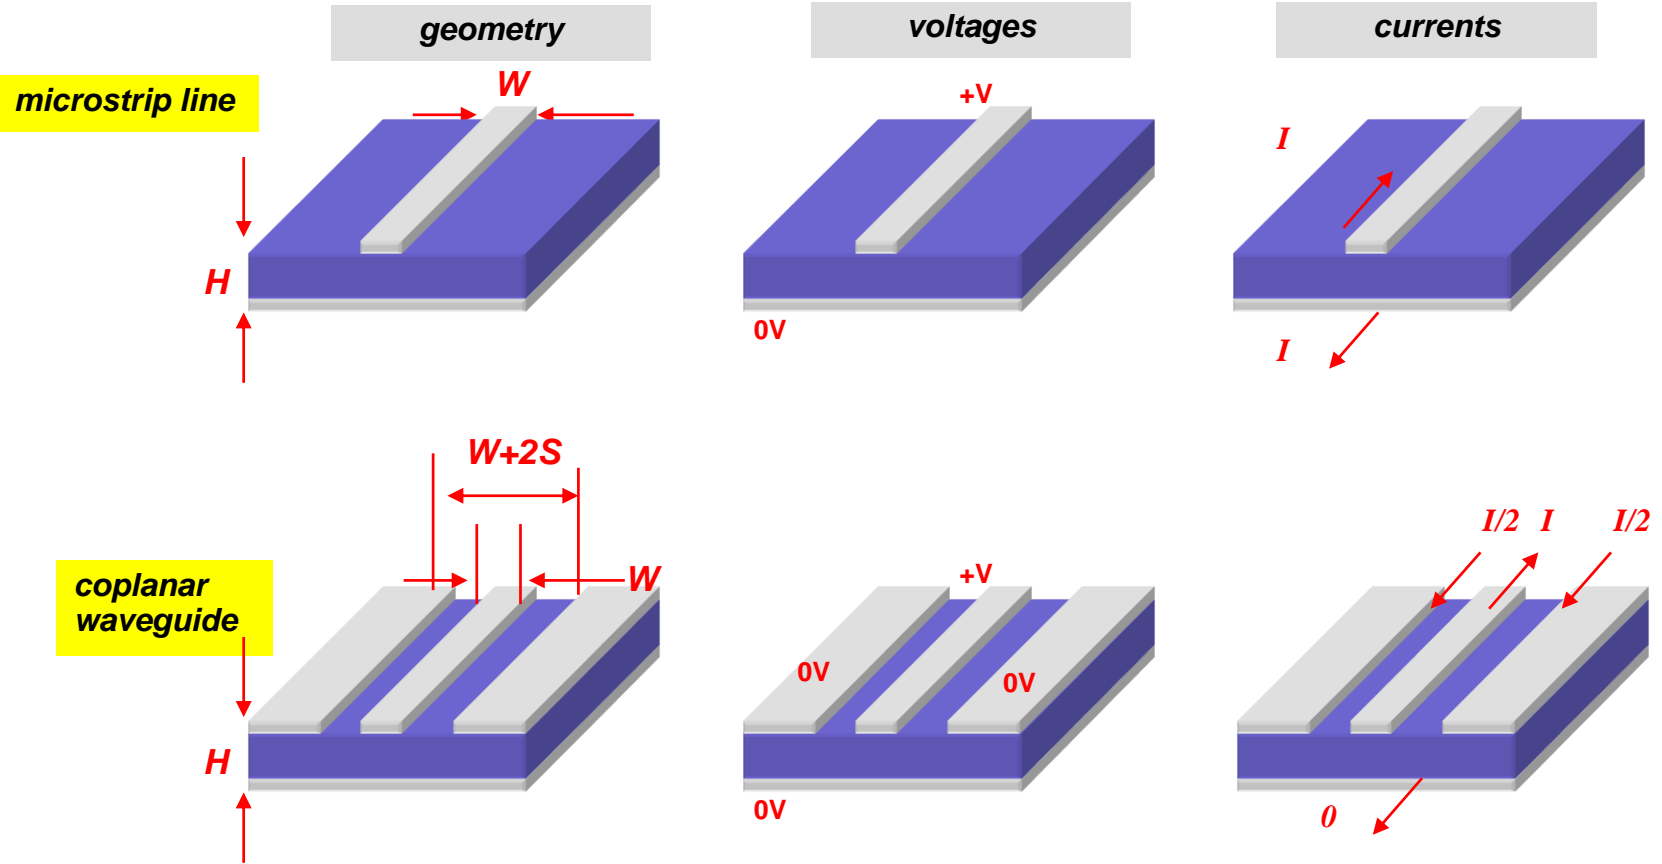 geometry
voltages
currents
microstrip line
W
+V
I
H
0V
I
W+2S
I/2 I I/2
coplanar
waveguide
W
+V
0V
0V
H
0V
0